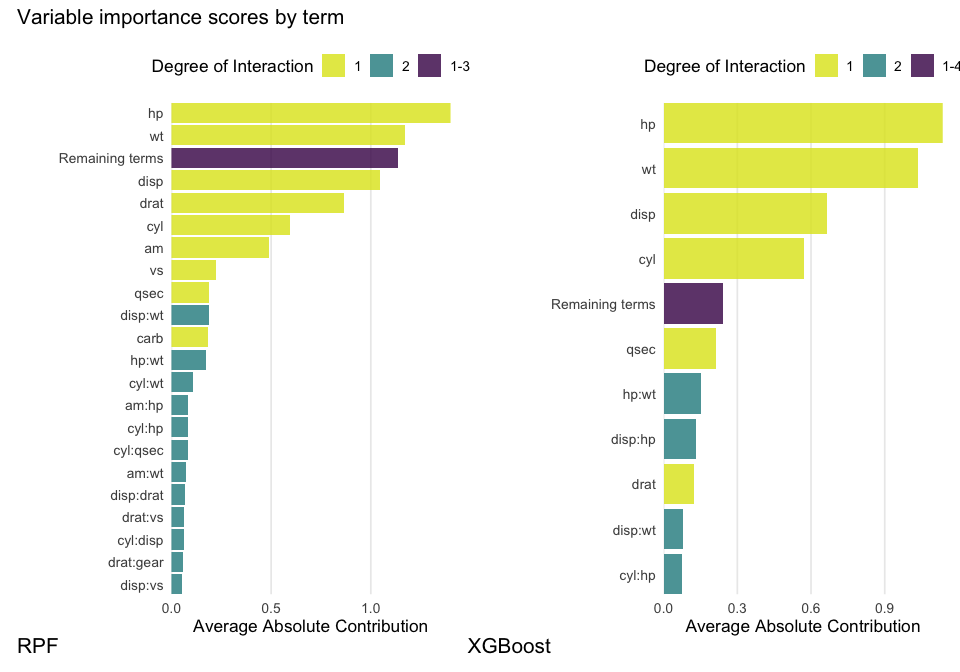 Variable importance scores by term
Degree of Interaction 1 2 1-3
hp
wt
Remaining terms
disp
drat
cyl
am
vs
qsec
disp:wt
carb
hp:wt
cyl:wt
am:hp
cyl:hp
cyl:qsec
am:wt
disp:drat
drat:vs
cyl:disp
drat:gear
disp:vs
0.0 0.5 1.0
Average Absolute Contribution
RPF
Degree of Interaction 1 2 1-4
hp
wt
disp
cyl
Remaining terms
qsec
hp:wt
disp:hp
drat
disp:wt
cyl:hp
0.0 0.3 0.6 0.9
Average Absolute Contribution
XGBoost